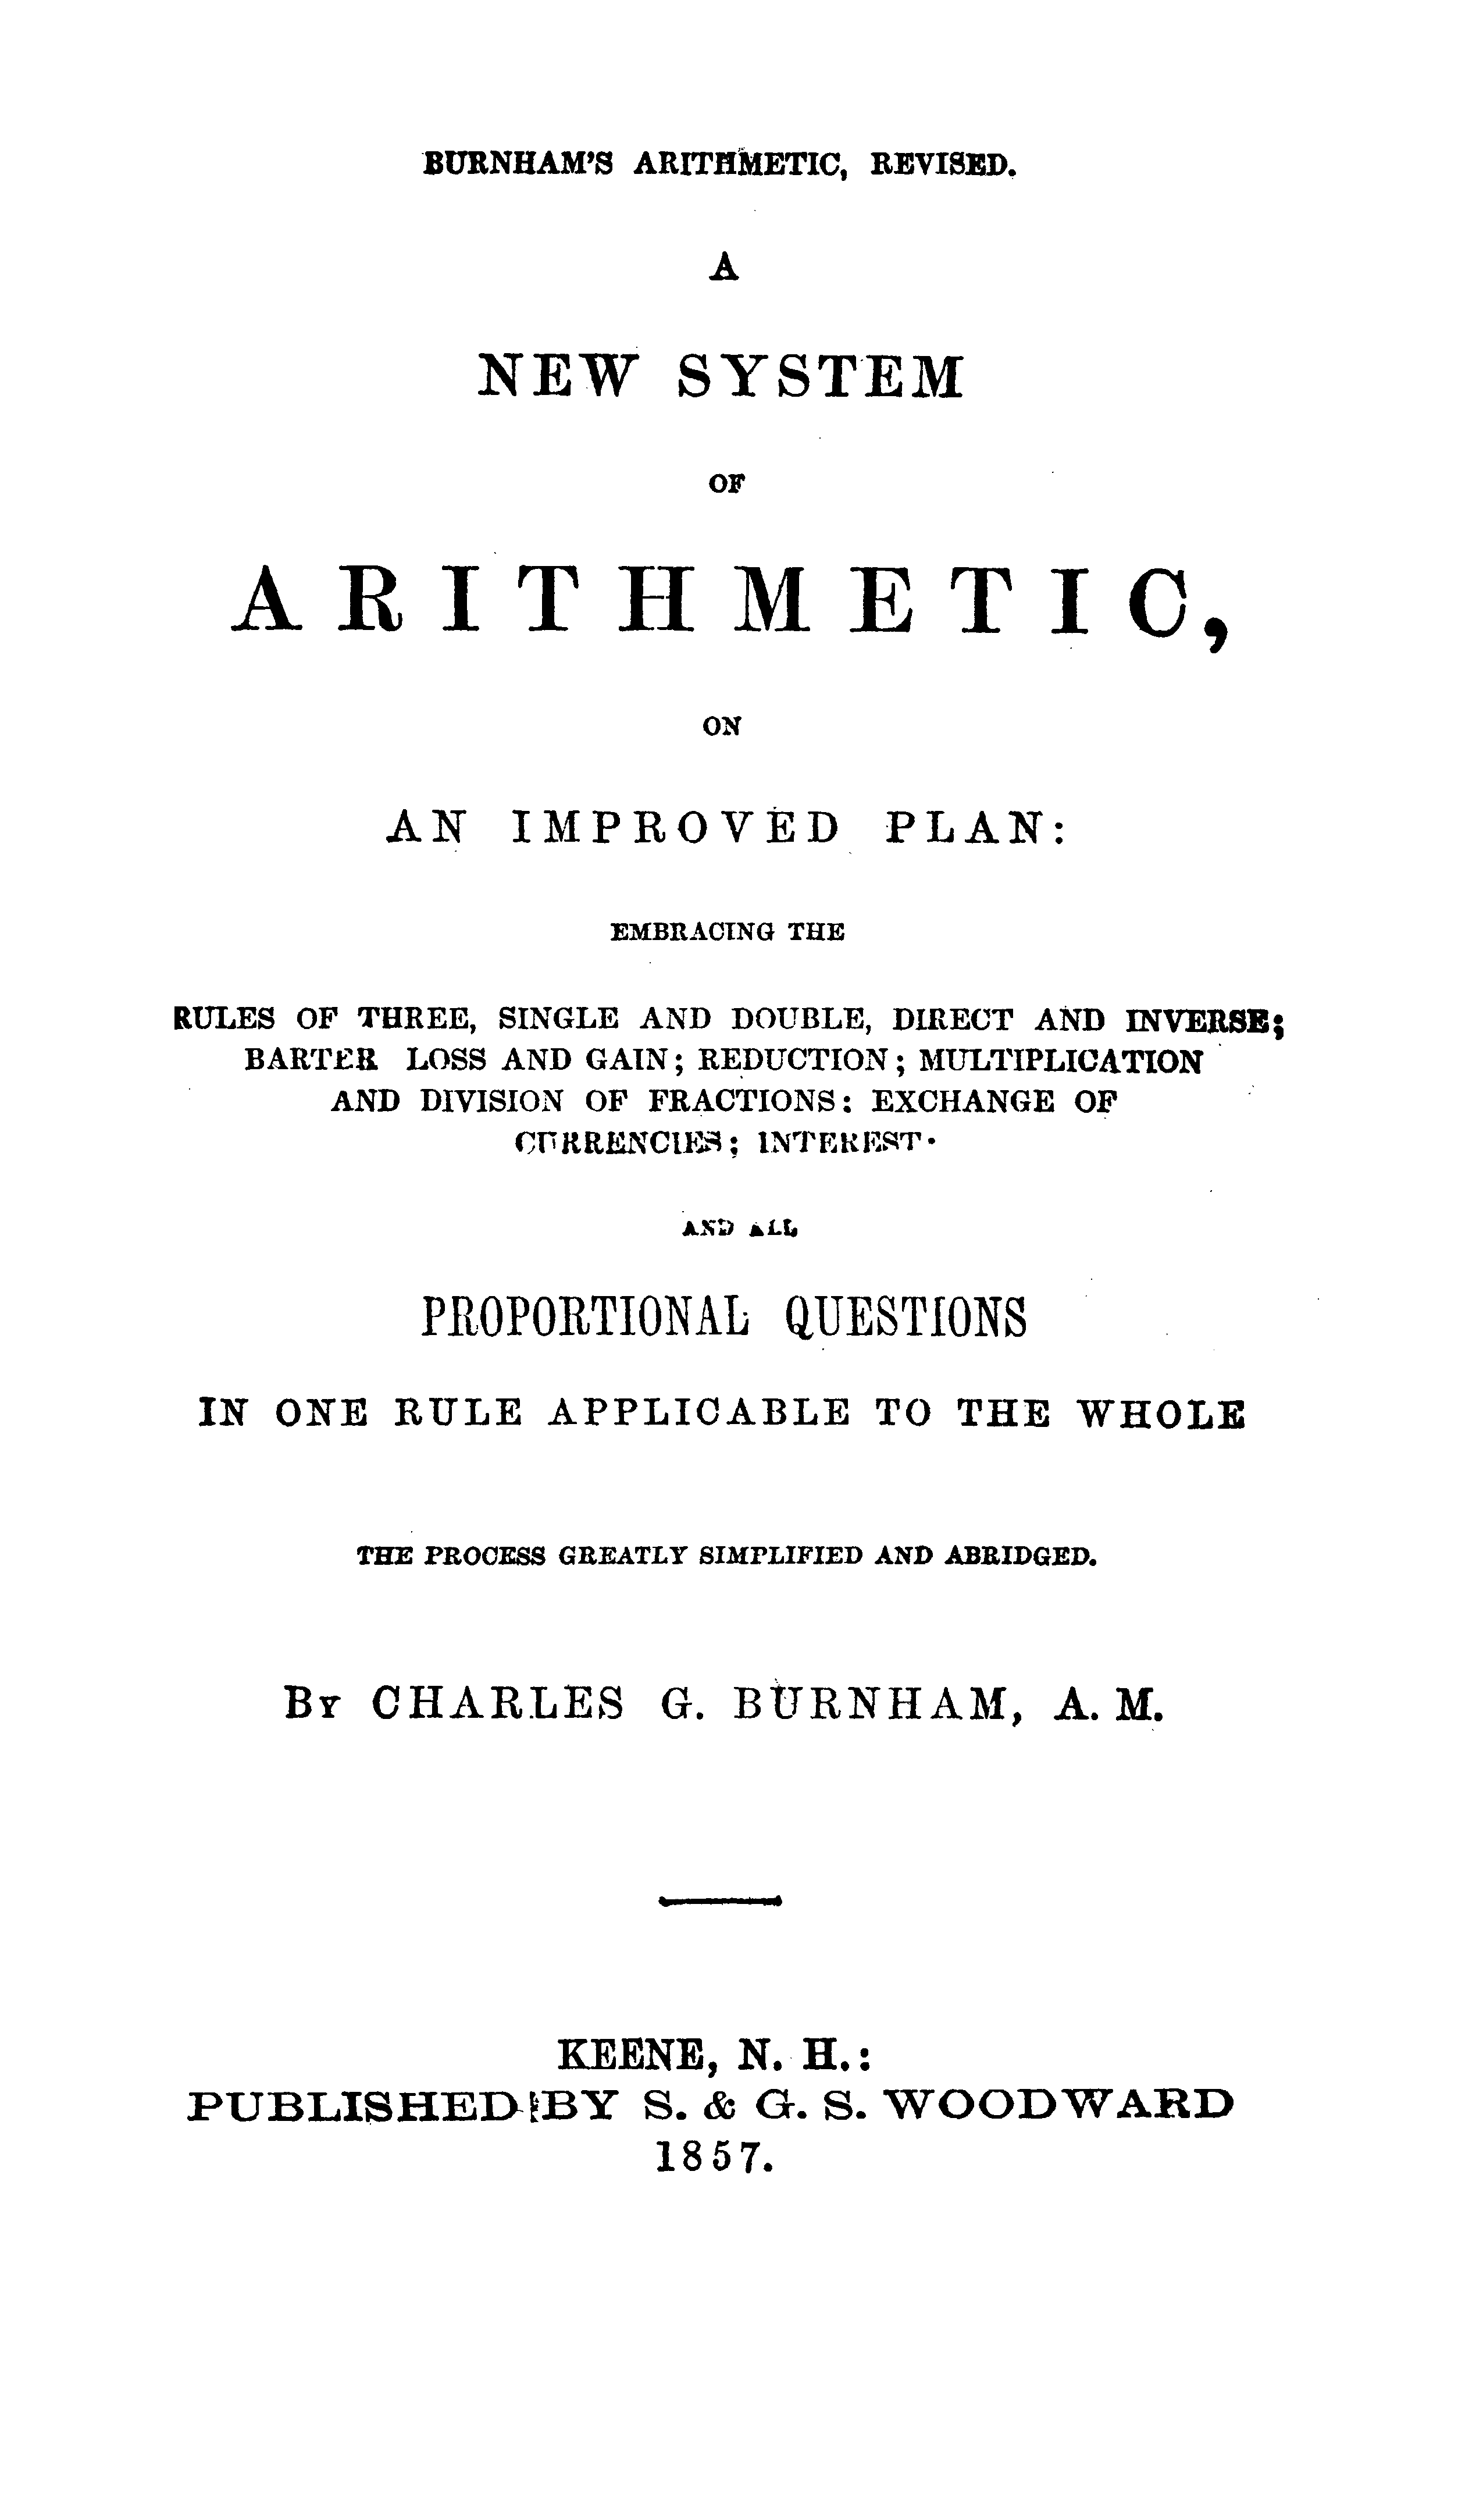 BURNHAM'S ARITHMETIC, REVISED.
A
NEW SYSTEM
OF
ARITHMETIC,
ON
AN IMPROVED PLAN:
EMBRACING THE
RULES OF THREE, SINGLE AND DOUBLE, DIRECT AND INVERSE;
BARTER LOSS AND GAIN; REDUCTION; MULTIPLICATION
AND DIVISION OF FRACTIONS: EXCHANGE OF
CURRENCIES; INTEREST·
AND ALL
PROPORTIONAL QUESTIONS
IN ONE RULE APPLICABLE TO THE WHOLE
THE PROCESS GREATLY SIMPLIFIED AND ABRIDGED.
BY CHARLES G. BURNHAM, A. M.
KEENE, N. H.:
PUBLISHED BY S. & G. S. WOODWARD
1857.